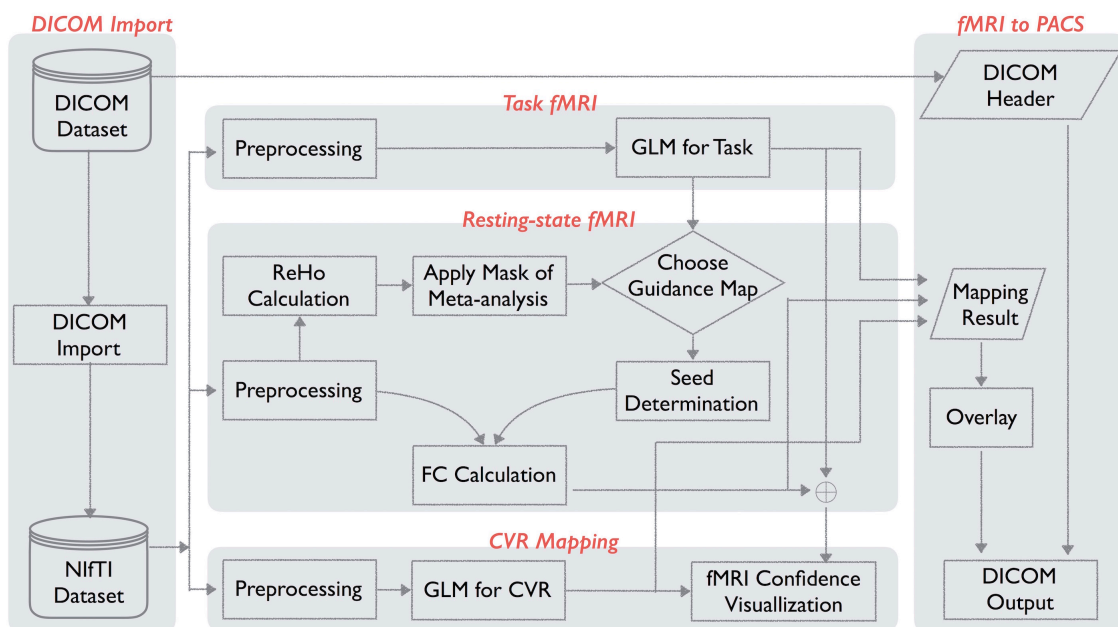 DICOM Import
fMRI to PACS
DICOM
Dataset
DICOM
Header
Task fMRI
Preprocessing
GLM for Task
Resting-state fMRI
ReHo
Calculation
Apply Mask of
Meta-analysis
Choose
Guidance Map
Mapping
Result
DICOM
Import
Preprocessing
Seed
Determination
Overlay
FC Calculation
CVR Mapping
NIfTI
Dataset
Preprocessing
GLM for CVR
fMRI Confidence
Visuallization
DICOM
Output